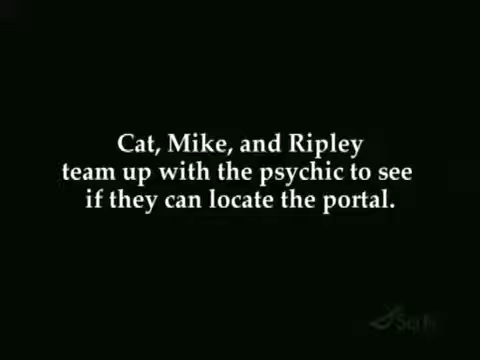 Cat, Mike, and Ripley
team up with the psychic to see
if they can locate the portal.